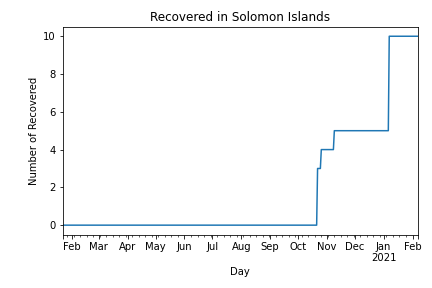 Recovered in Solomon Islands
Number of Recovered
10
8
6
4
2
0
Feb Mar Apr May Jun Jul Aug Sep Oct Nov Dec Jan Feb
2021
Day